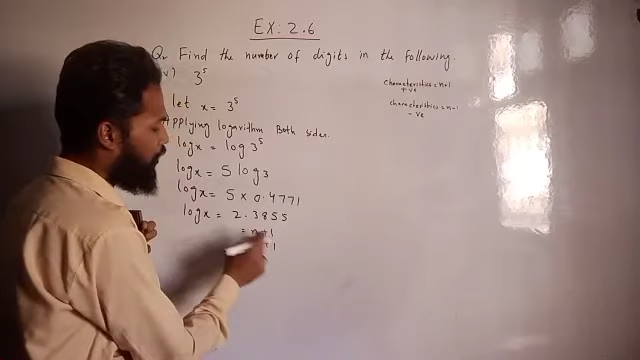 EX: 2.6
Q. Find the number of digits in the following.
v) 3^5
let x = 3^5
Applying logarithm Both sides.
log x = log 3^5
log x = 5 log 3
log x = 5 × 0.4771
log x = 2.3855
= n+1
+1
characteristics = n+1
+ve
characteristics = n-1
- ve